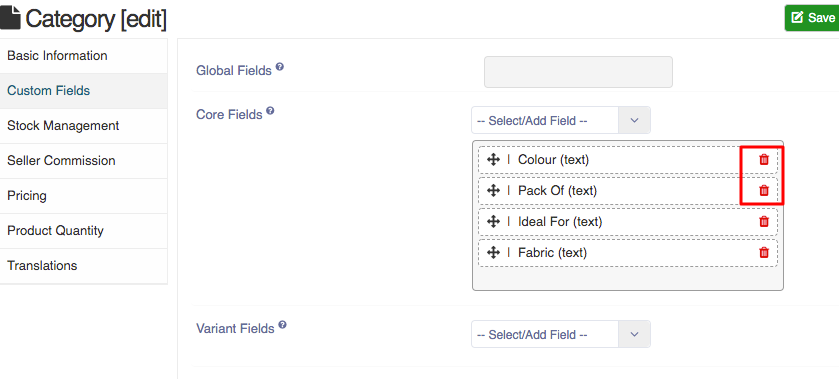 Category [edit]
Save
Basic Information
Custom Fields
Stock Management
Seller Commission
Pricing
Product Quantity
Translations
Global Fields ?
Core Fields ?
-- Select/Add Field --
| Colour (text)
| Pack Of (text)
| Ideal For (text)
| Fabric (text)
Variant Fields ?
-- Select/Add Field --